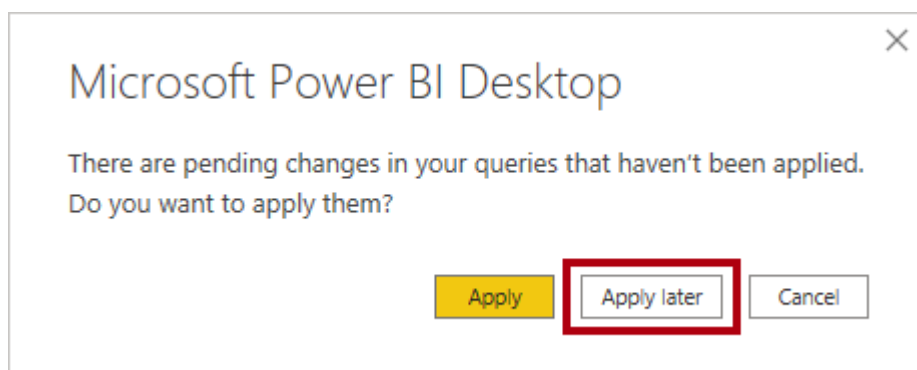 Microsoft Power BI Desktop
There are pending changes in your queries that haven't been applied.
Do you want to apply them?
Apply
Apply later
Cancel